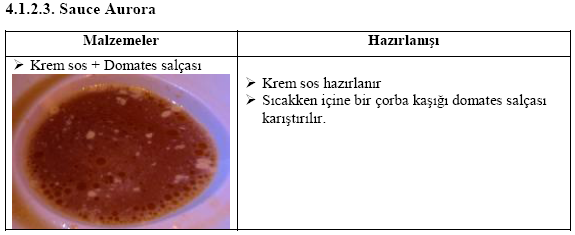 4.1.2.3. Sauce Aurora
Malzemeler
Hazırlanışı
➢ Krem sos + Domates salçası
➢ Krem sos hazırlanır
➢ Sıcakken içine bir çorba kaşığı domates salçası
karıştırılır.